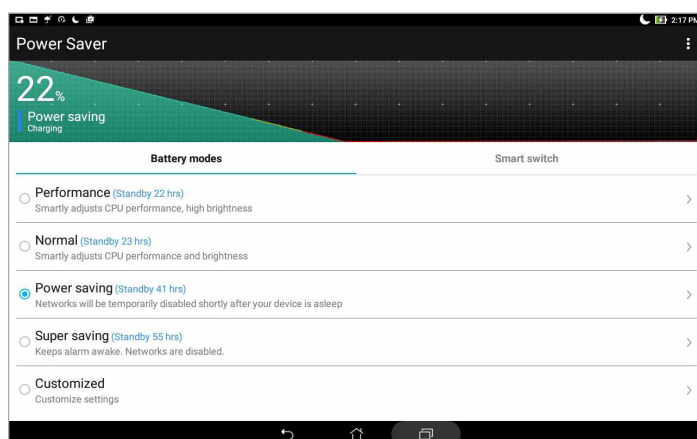 2:17 PM
Power Saver
22%
Power saving
Charging
Battery modes
Smart switch
Performance (Standby 22 hrs)
Smartly adjusts CPU performance, high brightness
Normal (Standby 23 hrs)
Smartly adjusts CPU performance and brightness
Power saving (Standby 41 hrs)
Networks will be temporarily disabled shortly after your device is asleep
Super saving (Standby 55 hrs)
Keeps alarm awake. Networks are disabled.
Customized
Customize settings